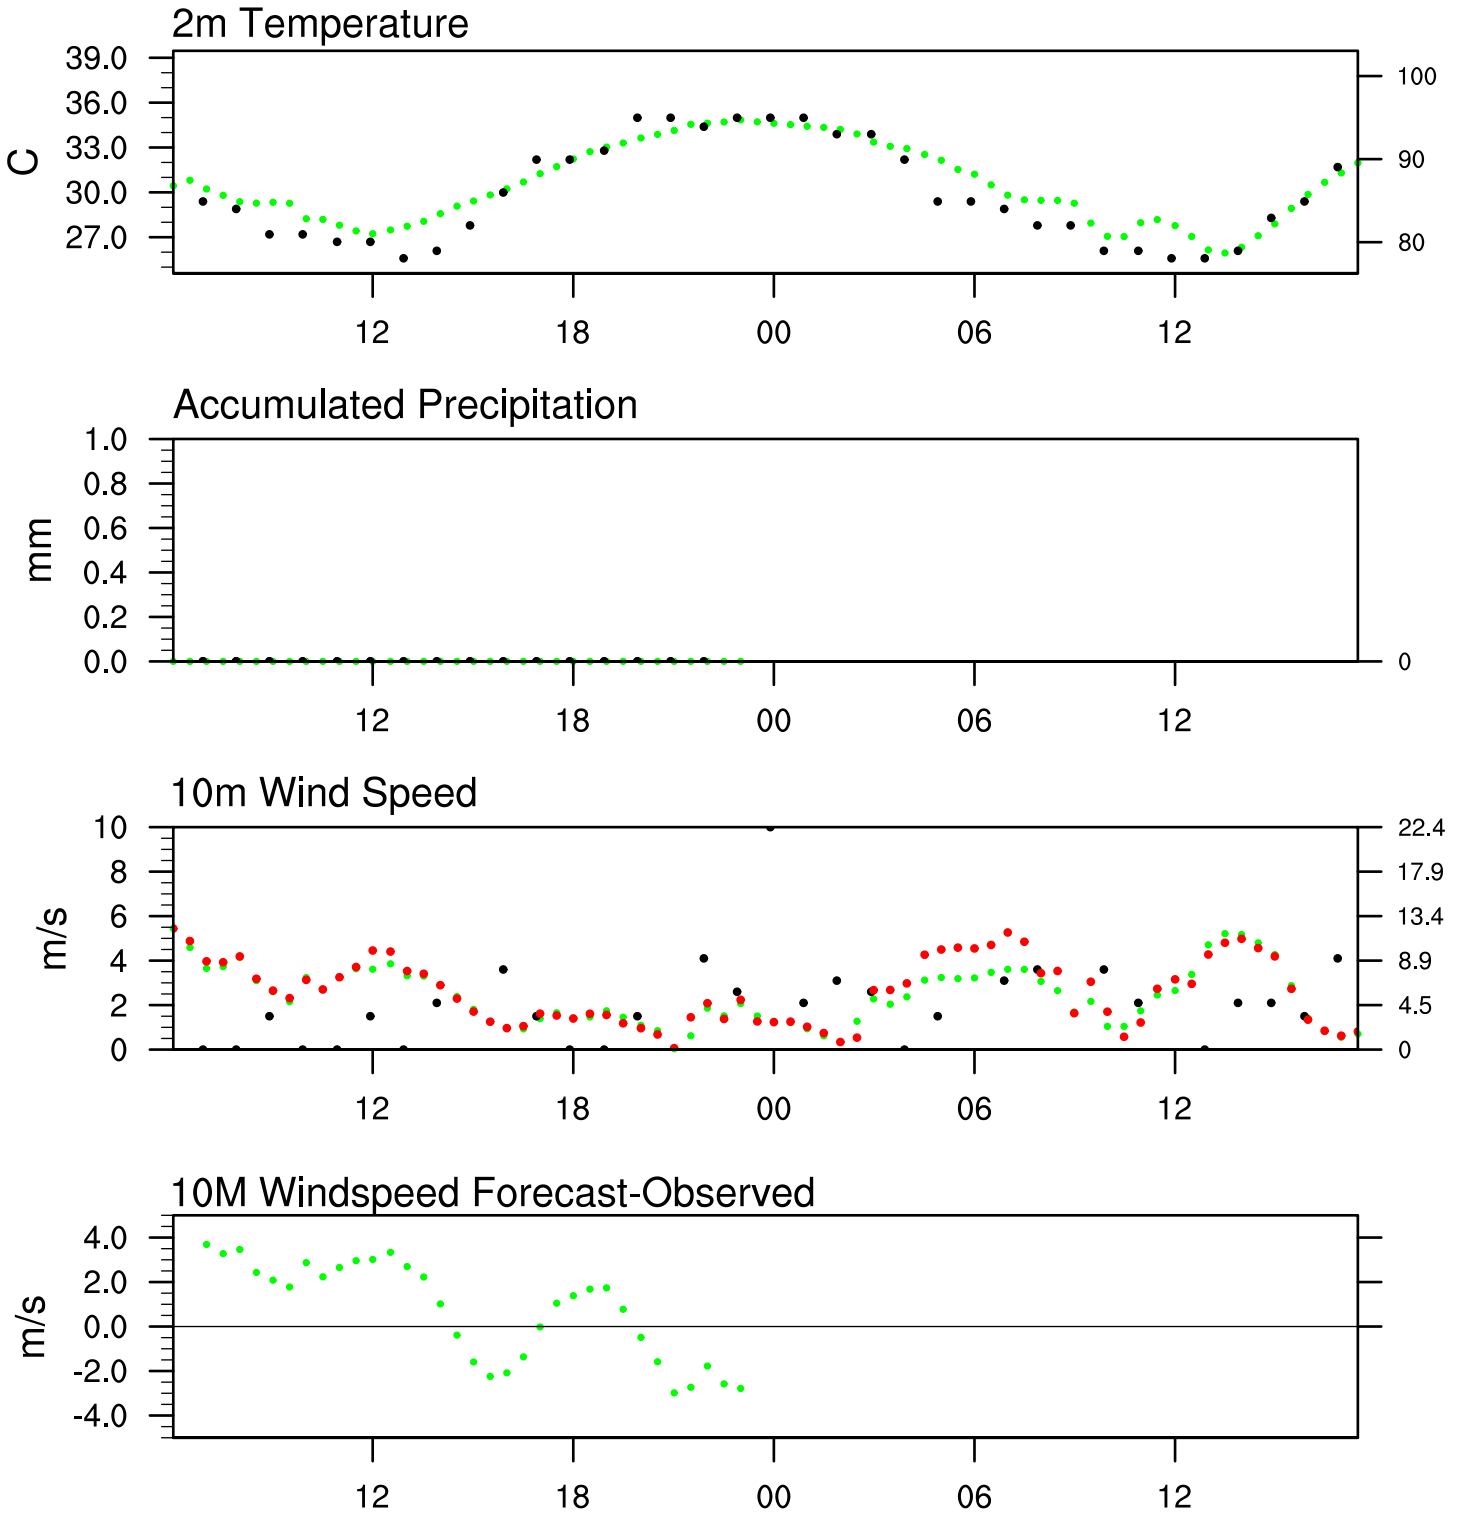 2m Temperature
39.0
36.0
33.0
30.0
27.0
C
100
90
80
12 18 00 06 12
Accumulated Precipitation
1.0
0.8
0.6
0.4
0.2
0.0
mm
0
12 18 00 06 12
10m Wind Speed
10
8
6
4
2
0
m/s
22.4
17.9
13.4
8.9
4.5
0
12 18 00 06 12
10M Windspeed Forecast-Observed
4.0
2.0
0.0
-2.0
-4.0
m/s
12 18 00 06 12